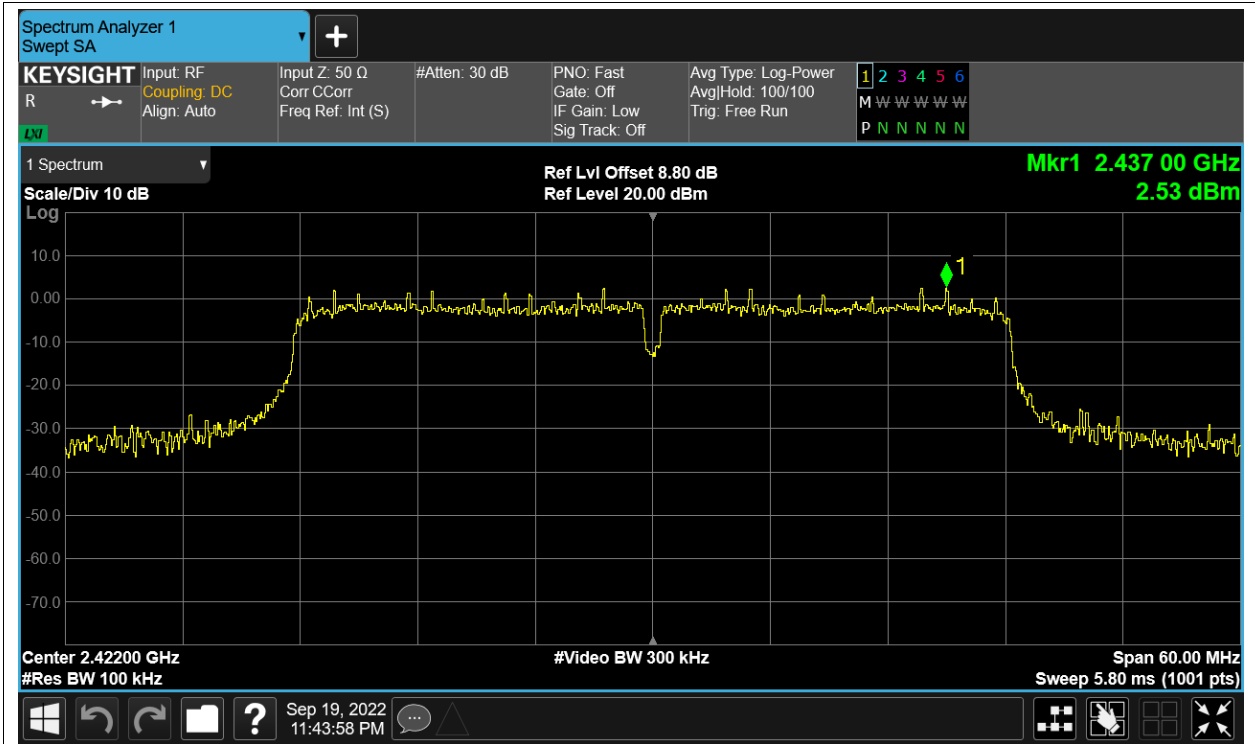 Spectrum Analyzer 1
Swept SA
KEYSIGHT
R
LXI
Input: RF
Coupling: DC
Align: Auto
Input Z: 50 Ω
Corr CCorr
Freq Ref: Int (S)
#Atten: 30 dB
PNO: Fast
Gate: Off
IF Gain: Low
Sig Track: Off
Avg Type: Log-Power
Avg|Hold: 100/100
Trig: Free Run
1 2 3 4 5 6
M W W W W W
P N N N N N
1 Spectrum
Scale/Div 10 dB
Log
Ref Lvl Offset 8.80 dB
Ref Level 20.00 dBm
Mkr1 2.437 00 GHz
2.53 dBm
1
10.0
0.00
-10.0
-20.0
-30.0
-40.0
-50.0
-60.0
-70.0
Center 2.42200 GHz
#Res BW 100 kHz
#Video BW 300 kHz
Span 60.00 MHz
Sweep 5.80 ms (1001 pts)
?
Sep 19, 2022
11:43:58 PM